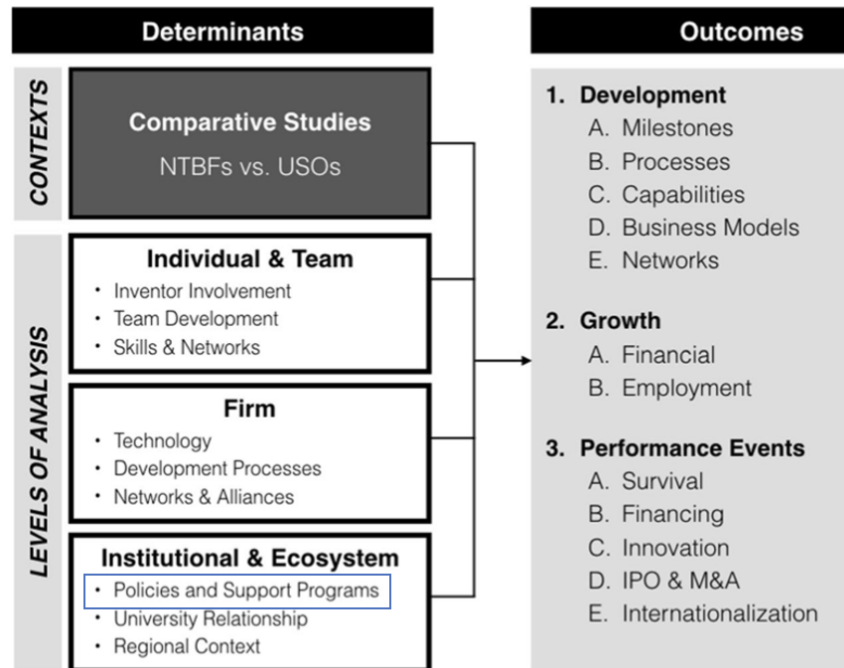 Determinants
CONTEXTS
Comparative Studies
NTBFs vs. USOs
LEVELS OF ANALYSIS
Individual & Team
• Inventor Involvement
• Team Development
• Skills & Networks
Firm
• Technology
• Development Processes
• Networks & Alliances
Institutional & Ecosystem
• Policies and Support Programs
• University Relationship
• Regional Context
Outcomes
1. Development
A. Milestones
B. Processes
C. Capabilities
D. Business Models
E. Networks
2. Growth
A. Financial
B. Employment
3. Performance Events
A. Survival
B. Financing
C. Innovation
D. IPO & M&A
E. Internationalization